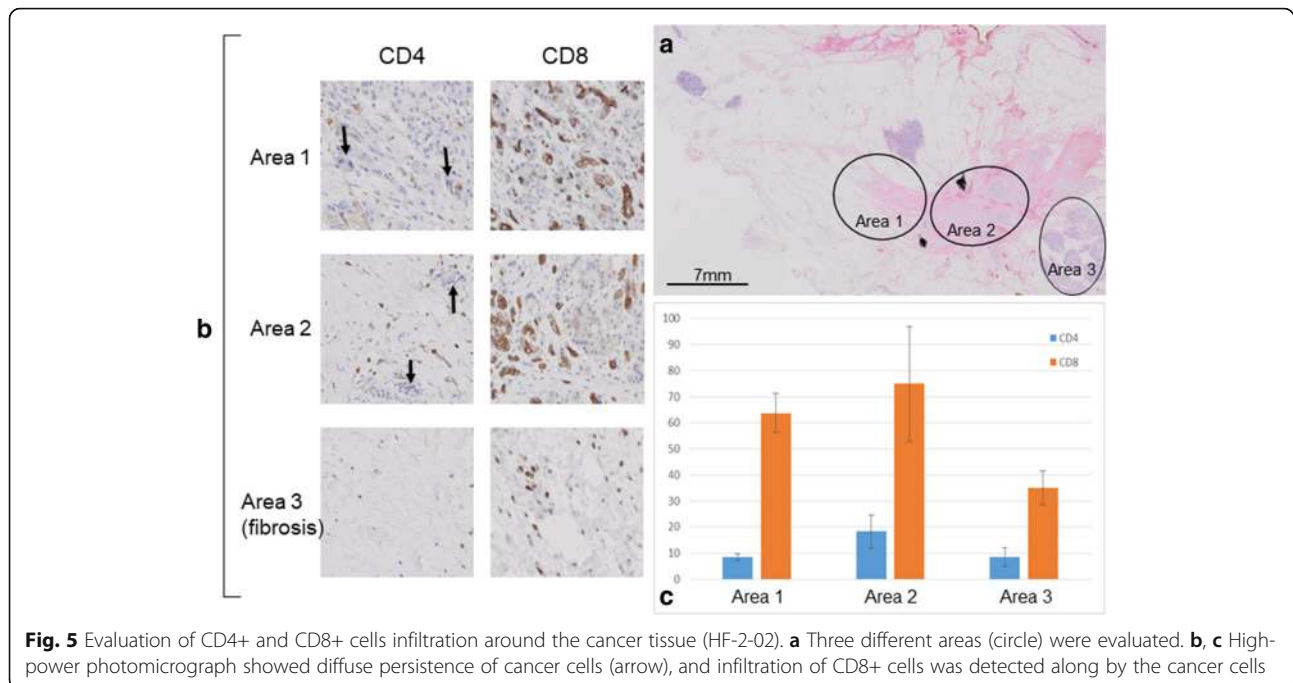 CD4 CD8
Area 1
Area 2
Area 3
(fibrosis)
b
a
Area 1
Area 2
Area 3
7mm
100
90
80
70
60
50
40
30
20
10
0
CD4
CD8
Area 1 Area 2 Area 3
c
Fig. 5 Evaluation of CD4+ and CD8+ cells infiltration around the cancer tissue (HF-2-02). a Three different areas (circle) were evaluated. b, c High-
power photomicrograph showed diffuse persistence of cancer cells (arrow), and infiltration of CD8+ cells was detected along by the cancer cells